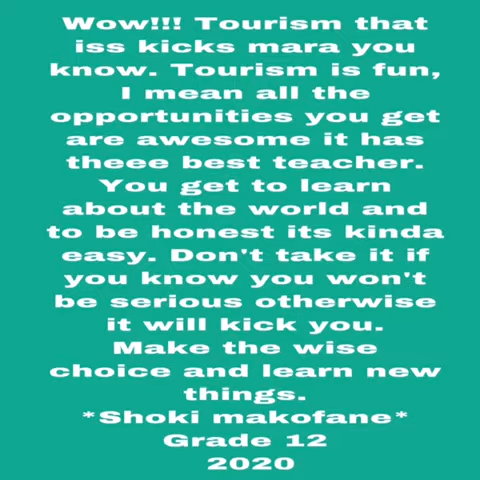 Wow!!! Tourism that
iss kicks mara you
know. Tourism is fun,
I mean all the
opportunities you get
are awesome it has
theee best teacher.
You get to learn
about the world and
to be honest its kinda
easy. Don't take it if
you know you won't
be serious otherwise
it will kick you.
Make the wise
choice and learn new
things.
*Shoki makofane*
Grade 12
2020